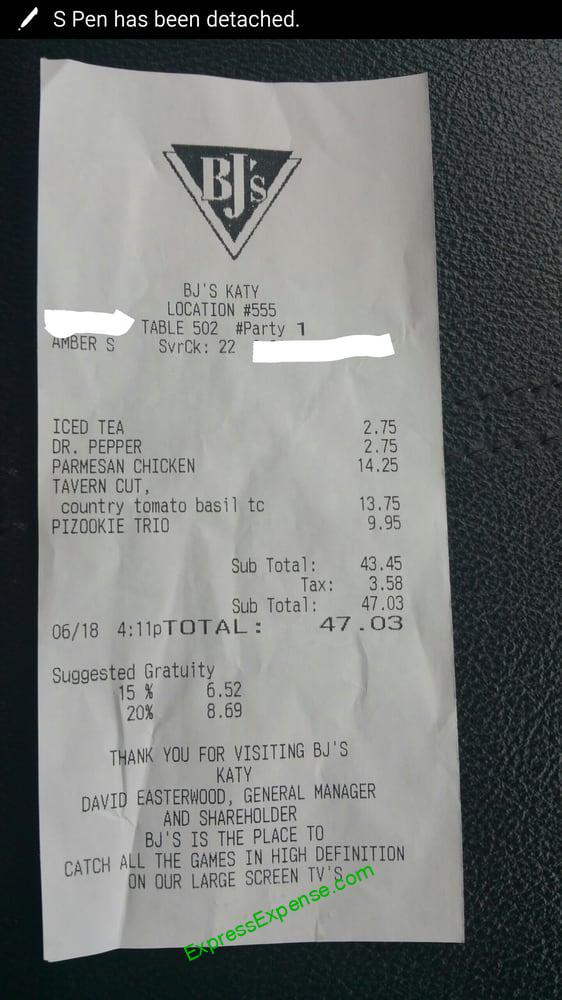 S Pen has been detached.
BJ's
BJ'S KATY
LOCATION #555
TABLE 502 #Party 1
AMBER S SvrCk: 22
ICED TEA 2.75
DR. PEPPER 2.75
PARMESAN CHICKEN 14.25
TAVERN CUT,
country tomato basil tc 13.75
PIZOOKIE TRIO 9.95
Sub Total: 43.45
Tax: 3.58
Sub Total: 47.03
06/18 4:11pTOTAL: 47.03
Suggested Gratuity
15 % 6.52
20% 8.69
THANK YOU FOR VISITING BJ'S
KATY
DAVID EASTERWOOD, GENERAL MANAGER
AND SHAREHOLDER
BJ'S IS THE PLACE TO
CATCH ALL THE GAMES IN HIGH DEFINITION
ON OUR LARGE SCREEN TV'S
ExpressExpense.com